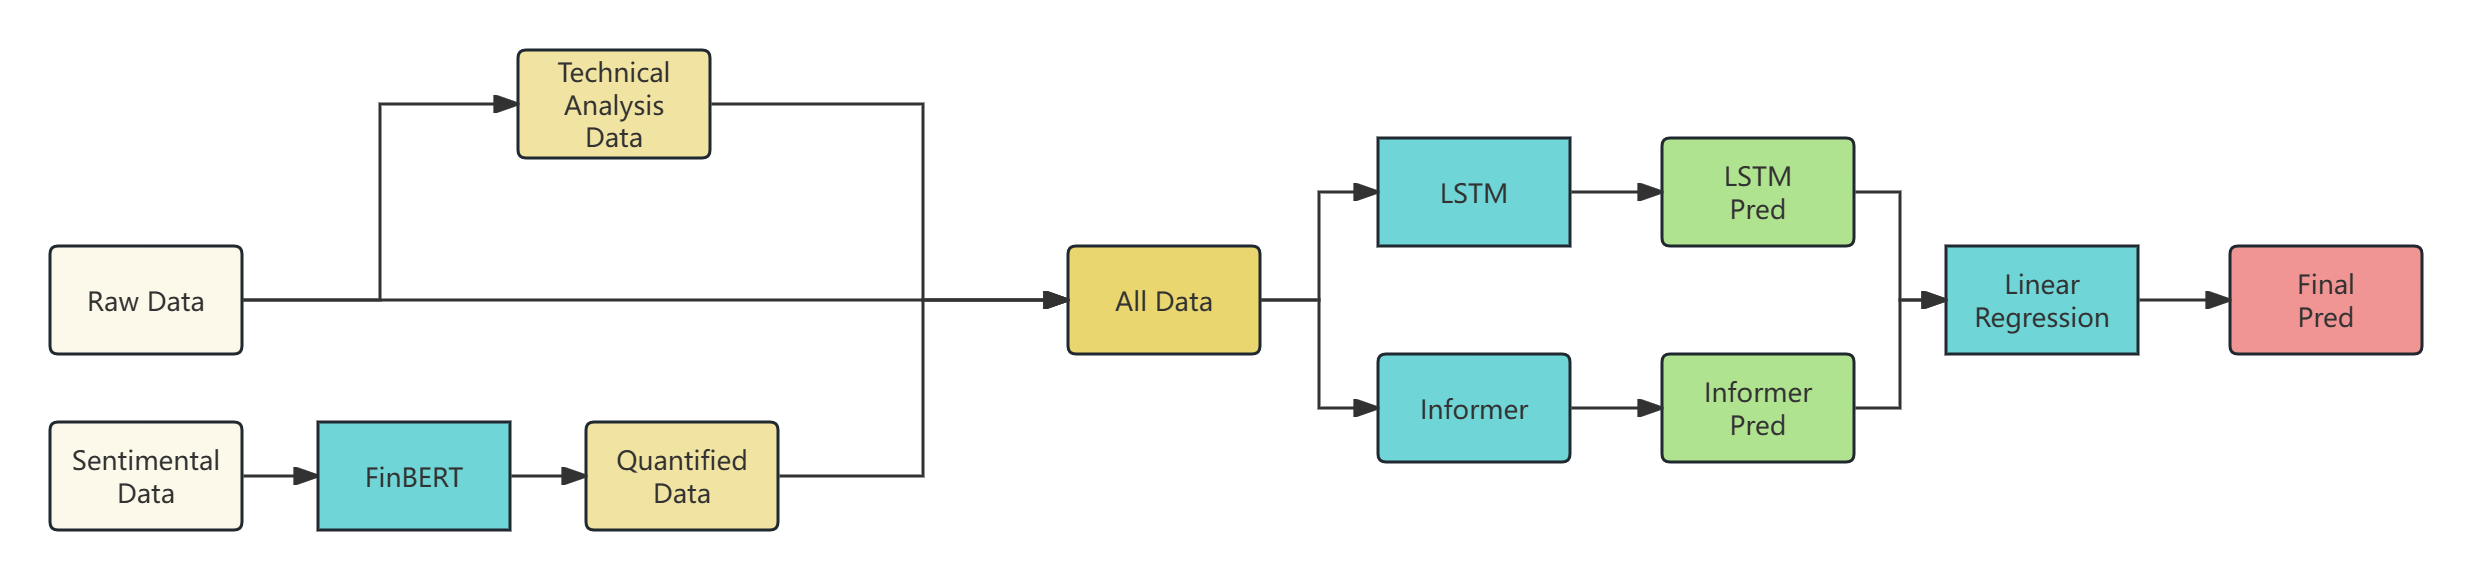 Technical
Analysis
Data
Raw Data
Sentimental
Data
FinBERT
Quantified
Data
All Data
LSTM
LSTM
Pred
Informer
Informer
Pred
Linear
Regression
Final
Pred